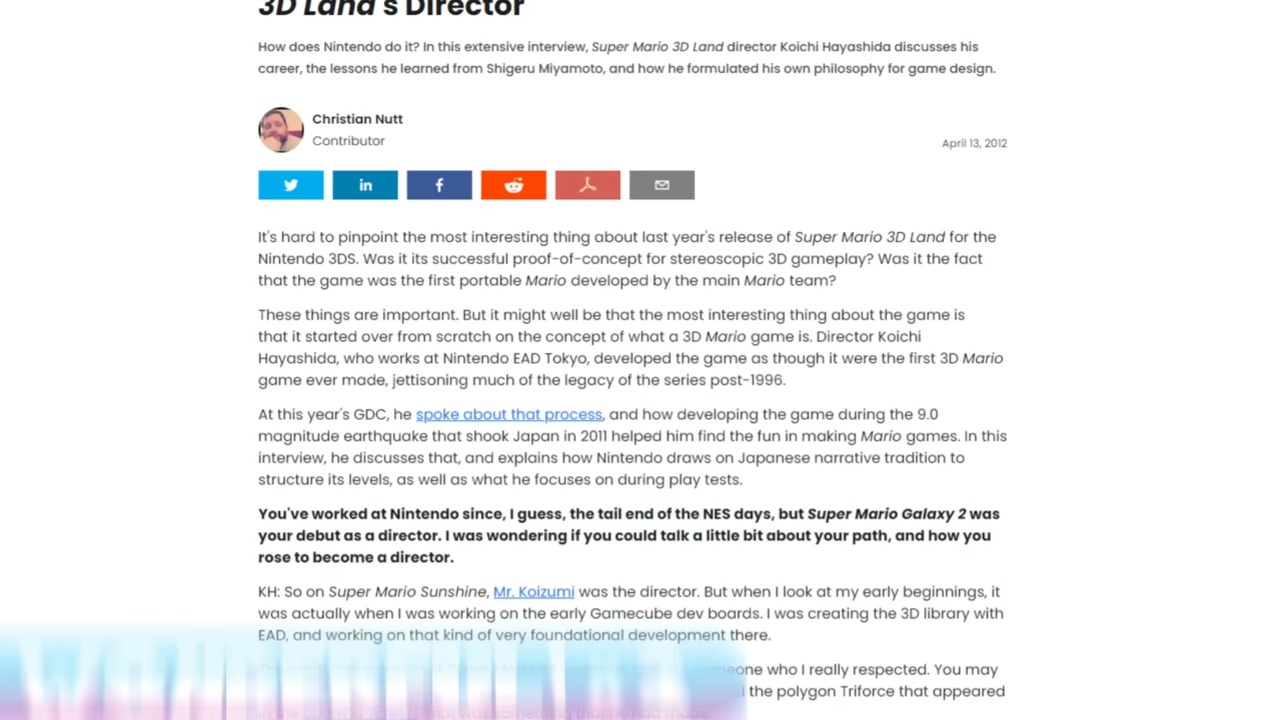 3D Land's Director
How does Nintendo do it? In this extensive interview, Super Mario 3D Land director Koichi Hayashida discusses his
career, the lessons he learned from Shigeru Miyamoto, and how he formulated his own philosophy for game design.
Christian Nutt
Contributor
April 13, 2012
in
f
It's hard to pinpoint the most interesting thing about last year's release of Super Mario 3D Land for the
Nintendo 3DS. Was it its successful proof-of-concept for stereoscopic 3D gameplay? Was it the fact
that the game was the first portable Mario developed by the main Mario team?
These things are important. But it might well be that the most interesting thing about the game is
that it started over from scratch on the concept of what a 3D Mario game is. Director Koichi
Hayashida, who works at Nintendo EAD Tokyo, developed the game as though it were the first 3D Mario
game ever made, jettisoning much of the legacy of the series post-1996.
At this year's GDC, he spoke about that process, and how developing the game during the 9.0
magnitude earthquake that shook Japan in 2011 helped him find the fun in making Mario games. In this
interview, he discusses that, and explains how Nintendo draws on Japanese narrative tradition to
structure its levels, as well as what he focuses on during play tests.
You've worked at Nintendo since, I guess, the tail end of the NES days, but Super Mario Galaxy 2 was
your debut as a director. I was wondering if you could talk a little bit about your path, and how you
rose to become a director.
KH: So on Super Mario Sunshine, Mr. Koizumi was the director. But when I look at my early beginnings, it
was actually when I was working on the early Gamecube dev boards. I was creating the 3D library with
EAD, and working on that kind of very foundational development there.
who I really respected. You may
the polygon Triforce that appeared